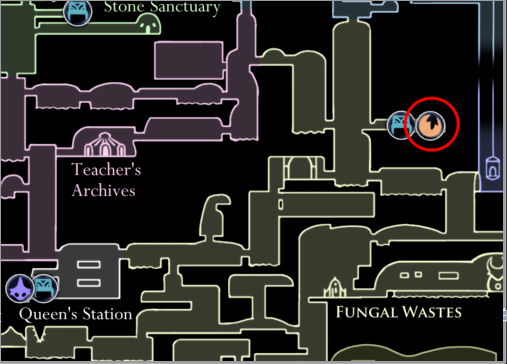 Stone Sanctuary
Teacher's
Archives
Queen's Station
FUNGAL WASTES